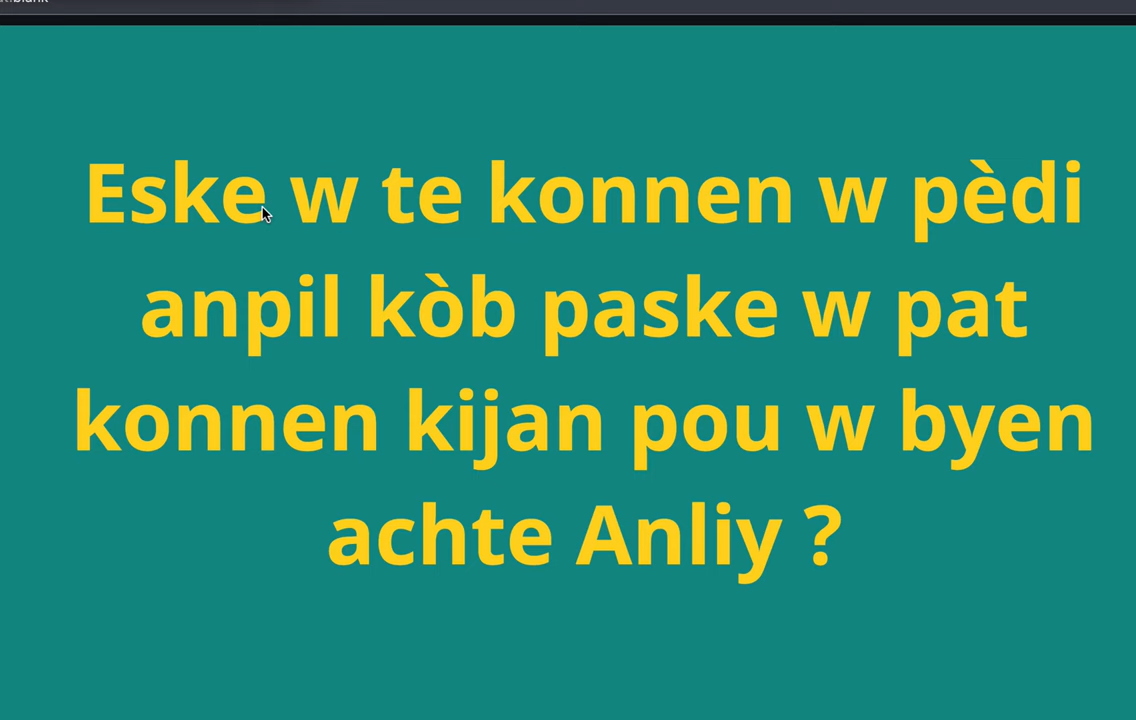 Eske w te konnen w pèdi
anpil kòb paske w pat
konnen kijan pou w byen
achte Anliy ?